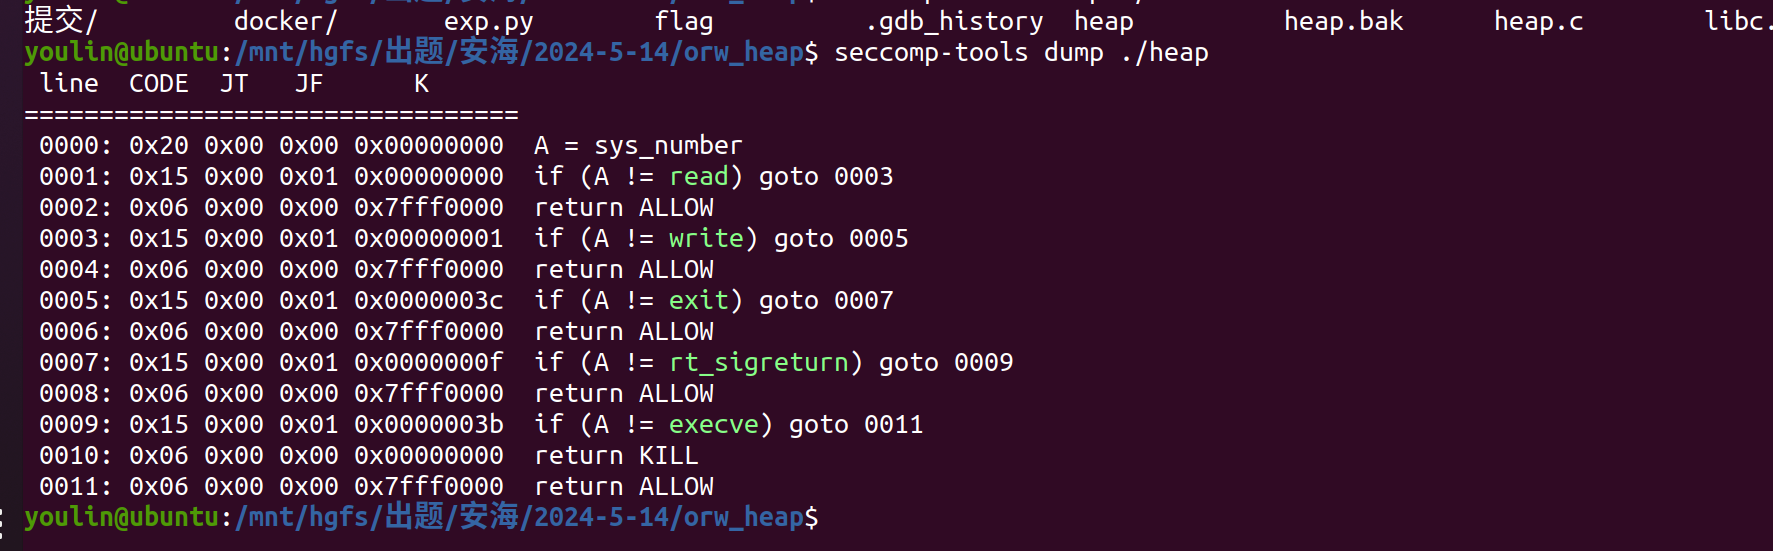 提交/ docker/ exp.py flag .gdb_history heap heap.bak heap.c libc.
youlin@ubuntu:/mnt/hgfs/出题/安海/2024-5-14/orw_heap$ seccomp-tools dump ./heap
line CODE JT JF K
=================================
0000: 0x20 0x00 0x00 0x00000000 A = sys_number
0001: 0x15 0x00 0x01 0x00000000 if (A != read) goto 0003
0002: 0x06 0x00 0x00 0x7fff0000 return ALLOW
0003: 0x15 0x00 0x01 0x00000001 if (A != write) goto 0005
0004: 0x06 0x00 0x00 0x7fff0000 return ALLOW
0005: 0x15 0x00 0x01 0x0000003c if (A != exit) goto 0007
0006: 0x06 0x00 0x00 0x7fff0000 return ALLOW
0007: 0x15 0x00 0x01 0x0000000f if (A != rt_sigreturn) goto 0009
0008: 0x06 0x00 0x00 0x7fff0000 return ALLOW
0009: 0x15 0x00 0x01 0x0000003b if (A != execve) goto 0011
0010: 0x06 0x00 0x00 0x00000000 return KILL
0011: 0x06 0x00 0x00 0x7fff0000 return ALLOW
youlin@ubuntu:/mnt/hgfs/出题/安海/2024-5-14/orw_heap$